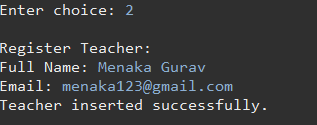 Enter choice: 2
Register Teacher:
Full Name: Menaka Gurav
Email: menaka123@gmail.com
Teacher inserted successfully.